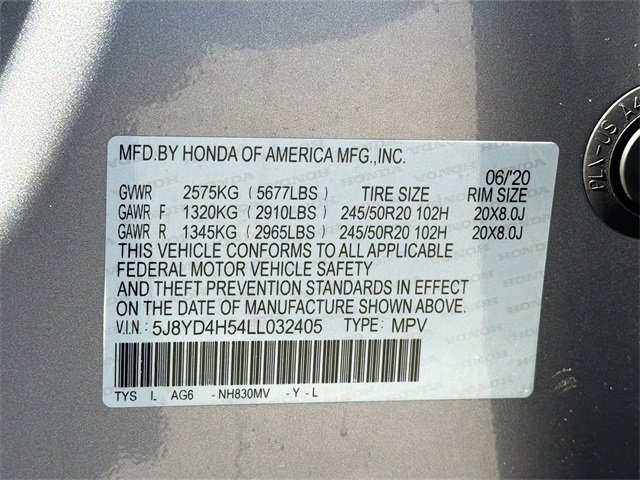 MFD.BY HONDA OF AMERICA MFG.,INC.
06/'20
GVWR 2575KG ( 5677LBS ) TIRE SIZE RIM SIZE
GAWR F 1320KG ( 2910LBS ) 245/50R20 102H 20X8.0J
GAWR R 1345KG ( 2965LBS ) 245/50R20 102H 20X8.0J
THIS VEHICLE CONFORMS TO ALL APPLICABLE
FEDERAL MOTOR VEHICLE SAFETY
AND THEFT PREVENTION STANDARDS IN EFFECT
ON THE DATE OF MANUFACTURE SHOWN ABOVE.
V.I.N.: 5J8YD4H54LL032405 TYPE: MPV
TYS AG6 - NH830MV - Y - L
PLX-US